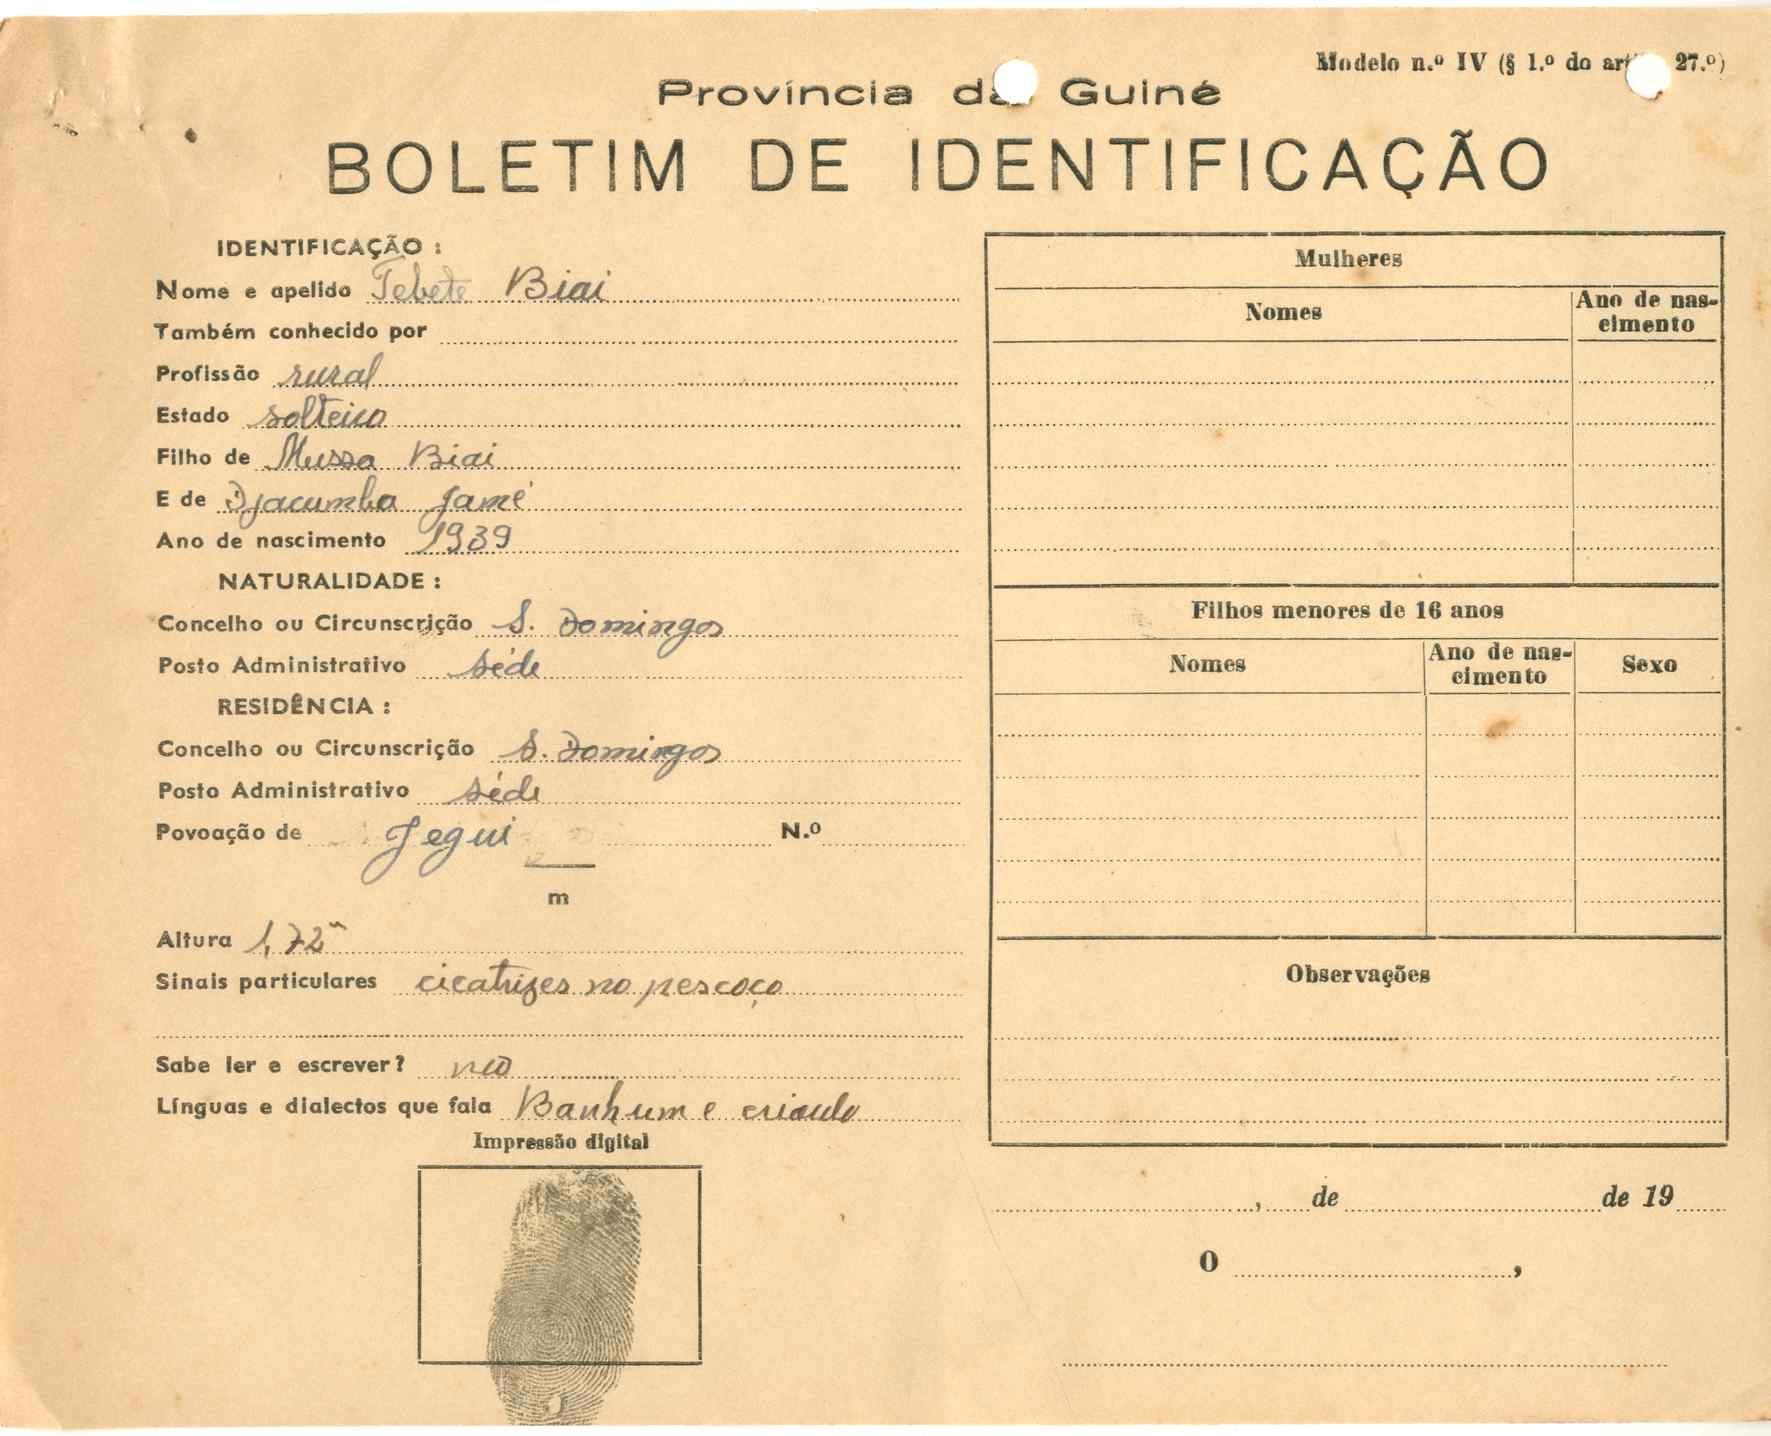 Modelo n.º IV (§ 1.º do 27.º)
Província da Guiné
BOLETIM DE IDENTIFICAÇÃO
IDENTIFICAÇÃO :
Nome e apelido Tebete Biai
Também conhecido por
Profissão rural
Estado solteiro
Filho de Mussa Biai
E de Djacumba Jamé
Ano de nascimento 1939
NATURALIDADE :
Concelho ou Circunscrição S. Domingos
Posto Administrativo séde
RESIDÊNCIA :
Concelho ou Circunscrição S. Domingos
Posto Administrativo séde
Povoação de Jegui N.º
m
Altura 1,72m
Sinais particulares cicatrizes no pescoço
Sabe ler e escrever? não
Línguas e dialectos que fala Banhum e crioulo
Impressão digital
Mulheres
Nomes
Ano de nas-
cimento
Filhos menores de 16 anos
Nomes
Ano de nas-
cimento
Sexo
Observações
, de de 19
O ,